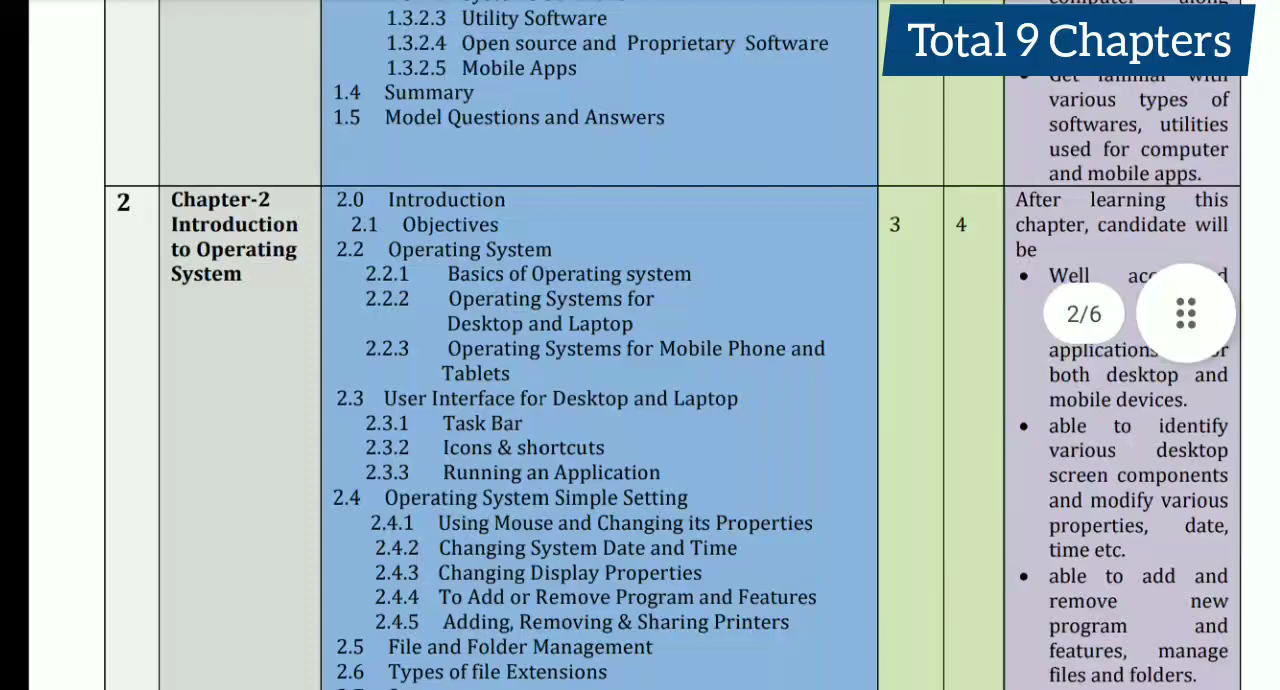 Total 9 Chapters
1.3.2.3 Utility Software
1.3.2.4 Open source and Proprietary Software
1.3.2.5 Mobile Apps
1.4 Summary
1.5 Model Questions and Answers
with
various types of
softwares, utilities
used for computer
and mobile apps.
2
Chapter-2
Introduction
to Operating
System
2.0 Introduction
2.1 Objectives
2.2 Operating System
2.2.1 Basics of Operating system
2.2.2 Operating Systems for
Desktop and Laptop
2.2.3 Operating Systems for Mobile Phone and
Tablets
2.3 User Interface for Desktop and Laptop
2.3.1 Task Bar
2.3.2 Icons & shortcuts
2.3.3 Running an Application
2.4 Operating System Simple Setting
2.4.1 Using Mouse and Changing its Properties
2.4.2 Changing System Date and Time
2.4.3 Changing Display Properties
2.4.4 To Add or Remove Program and Features
2.4.5 Adding, Removing & Sharing Printers
2.5 File and Folder Management
2.6 Types of file Extensions
3
4
After learning this
chapter, candidate will
be
• Well
2/6
applications
both desktop and
mobile devices.
• able to identify
various desktop
screen components
and modify various
properties, date,
time etc.
• able to add and
remove new
program and
features, manage
files and folders.